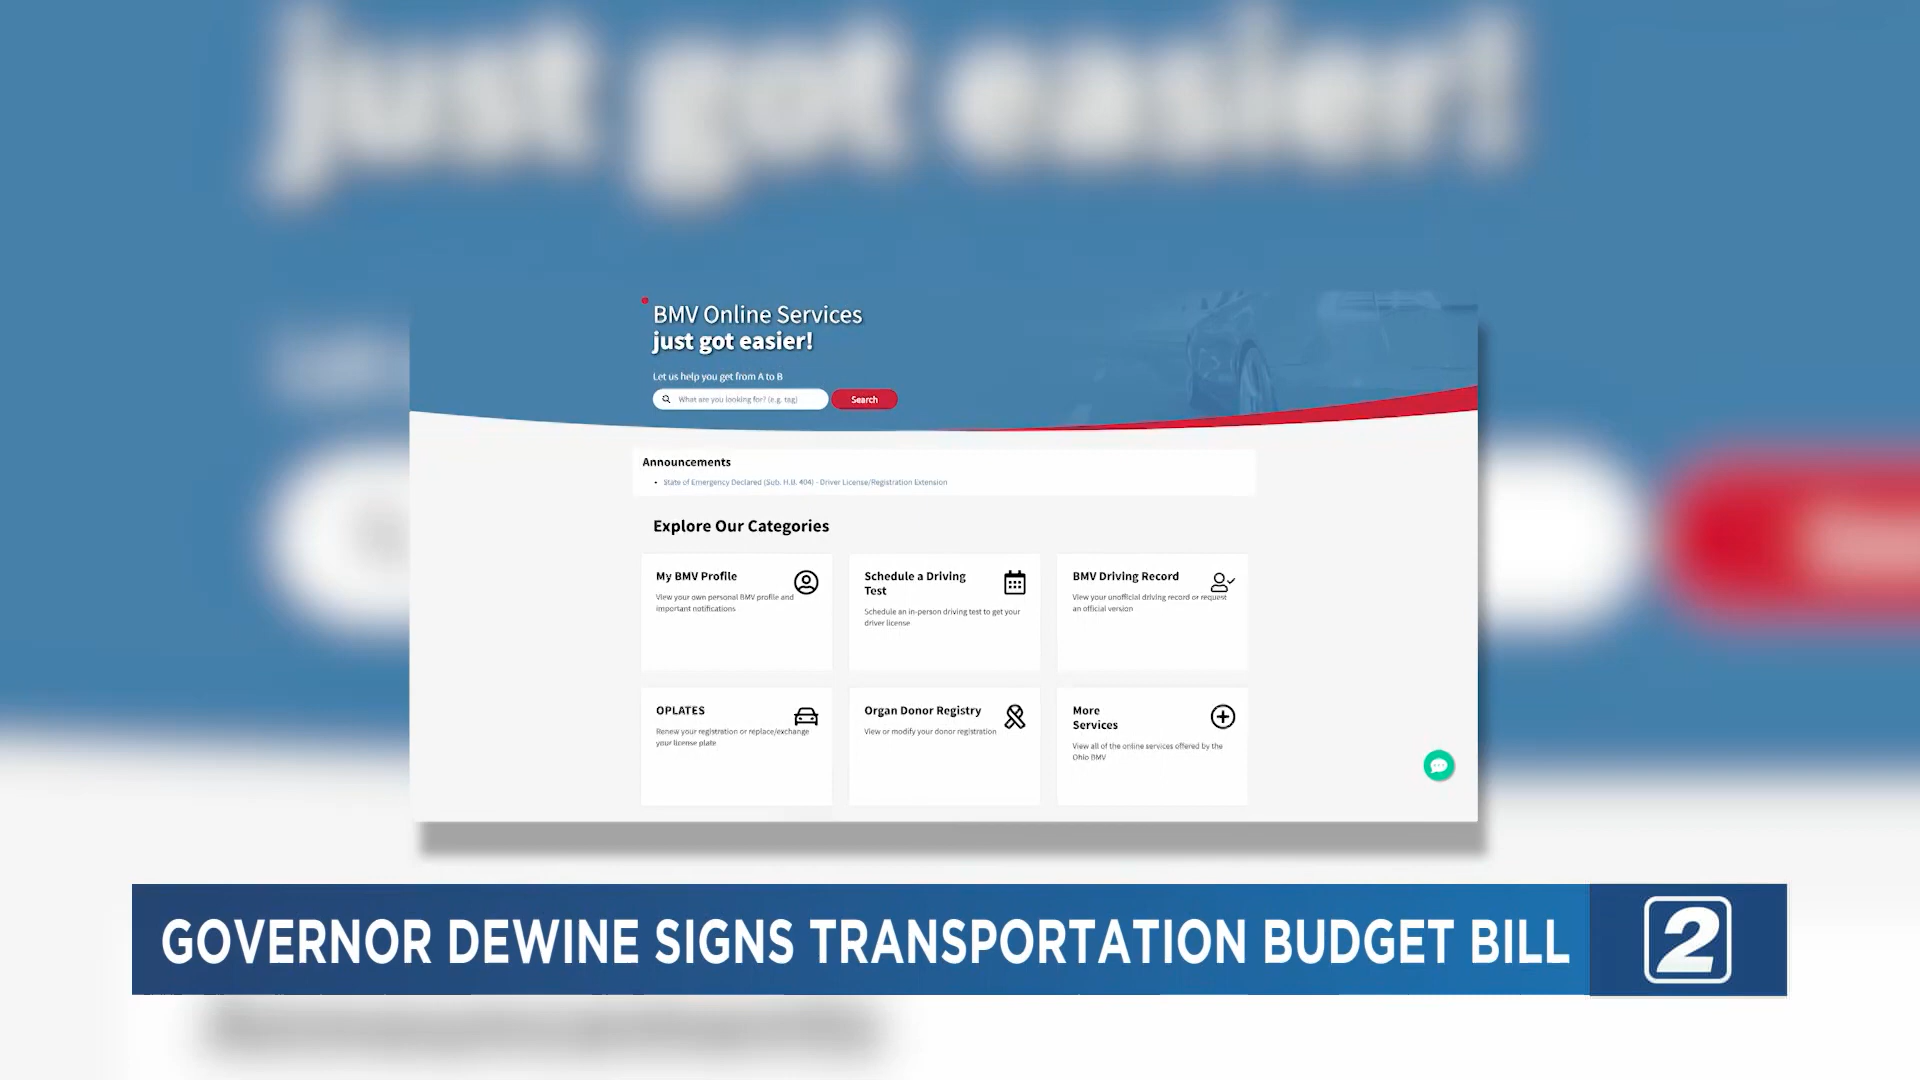 just got easier!
BMV Online Services
just got easier!
Let us help you get from A to B
What are you looking for? (e.g. tag)
Search
Announcements
• State of Emergency Declared (Sub. H.B. 404) - Driver License/Registration Extension
Explore Our Categories
My BMV Profile
View your own personal BMV profile and
important notifications
Schedule a Driving
Test
Schedule an in-person driving test to get your
driver license
BMV Driving Record
View your unofficial driving record or request
an official version
OPLATES
Renew your registration or replace/exchange
your license plate
Organ Donor Registry
View or modify your donor registration
More
Services
View all of the online services offered by the
Ohio BMV
GOVERNOR DEWINE SIGNS TRANSPORTATION BUDGET BILL
2